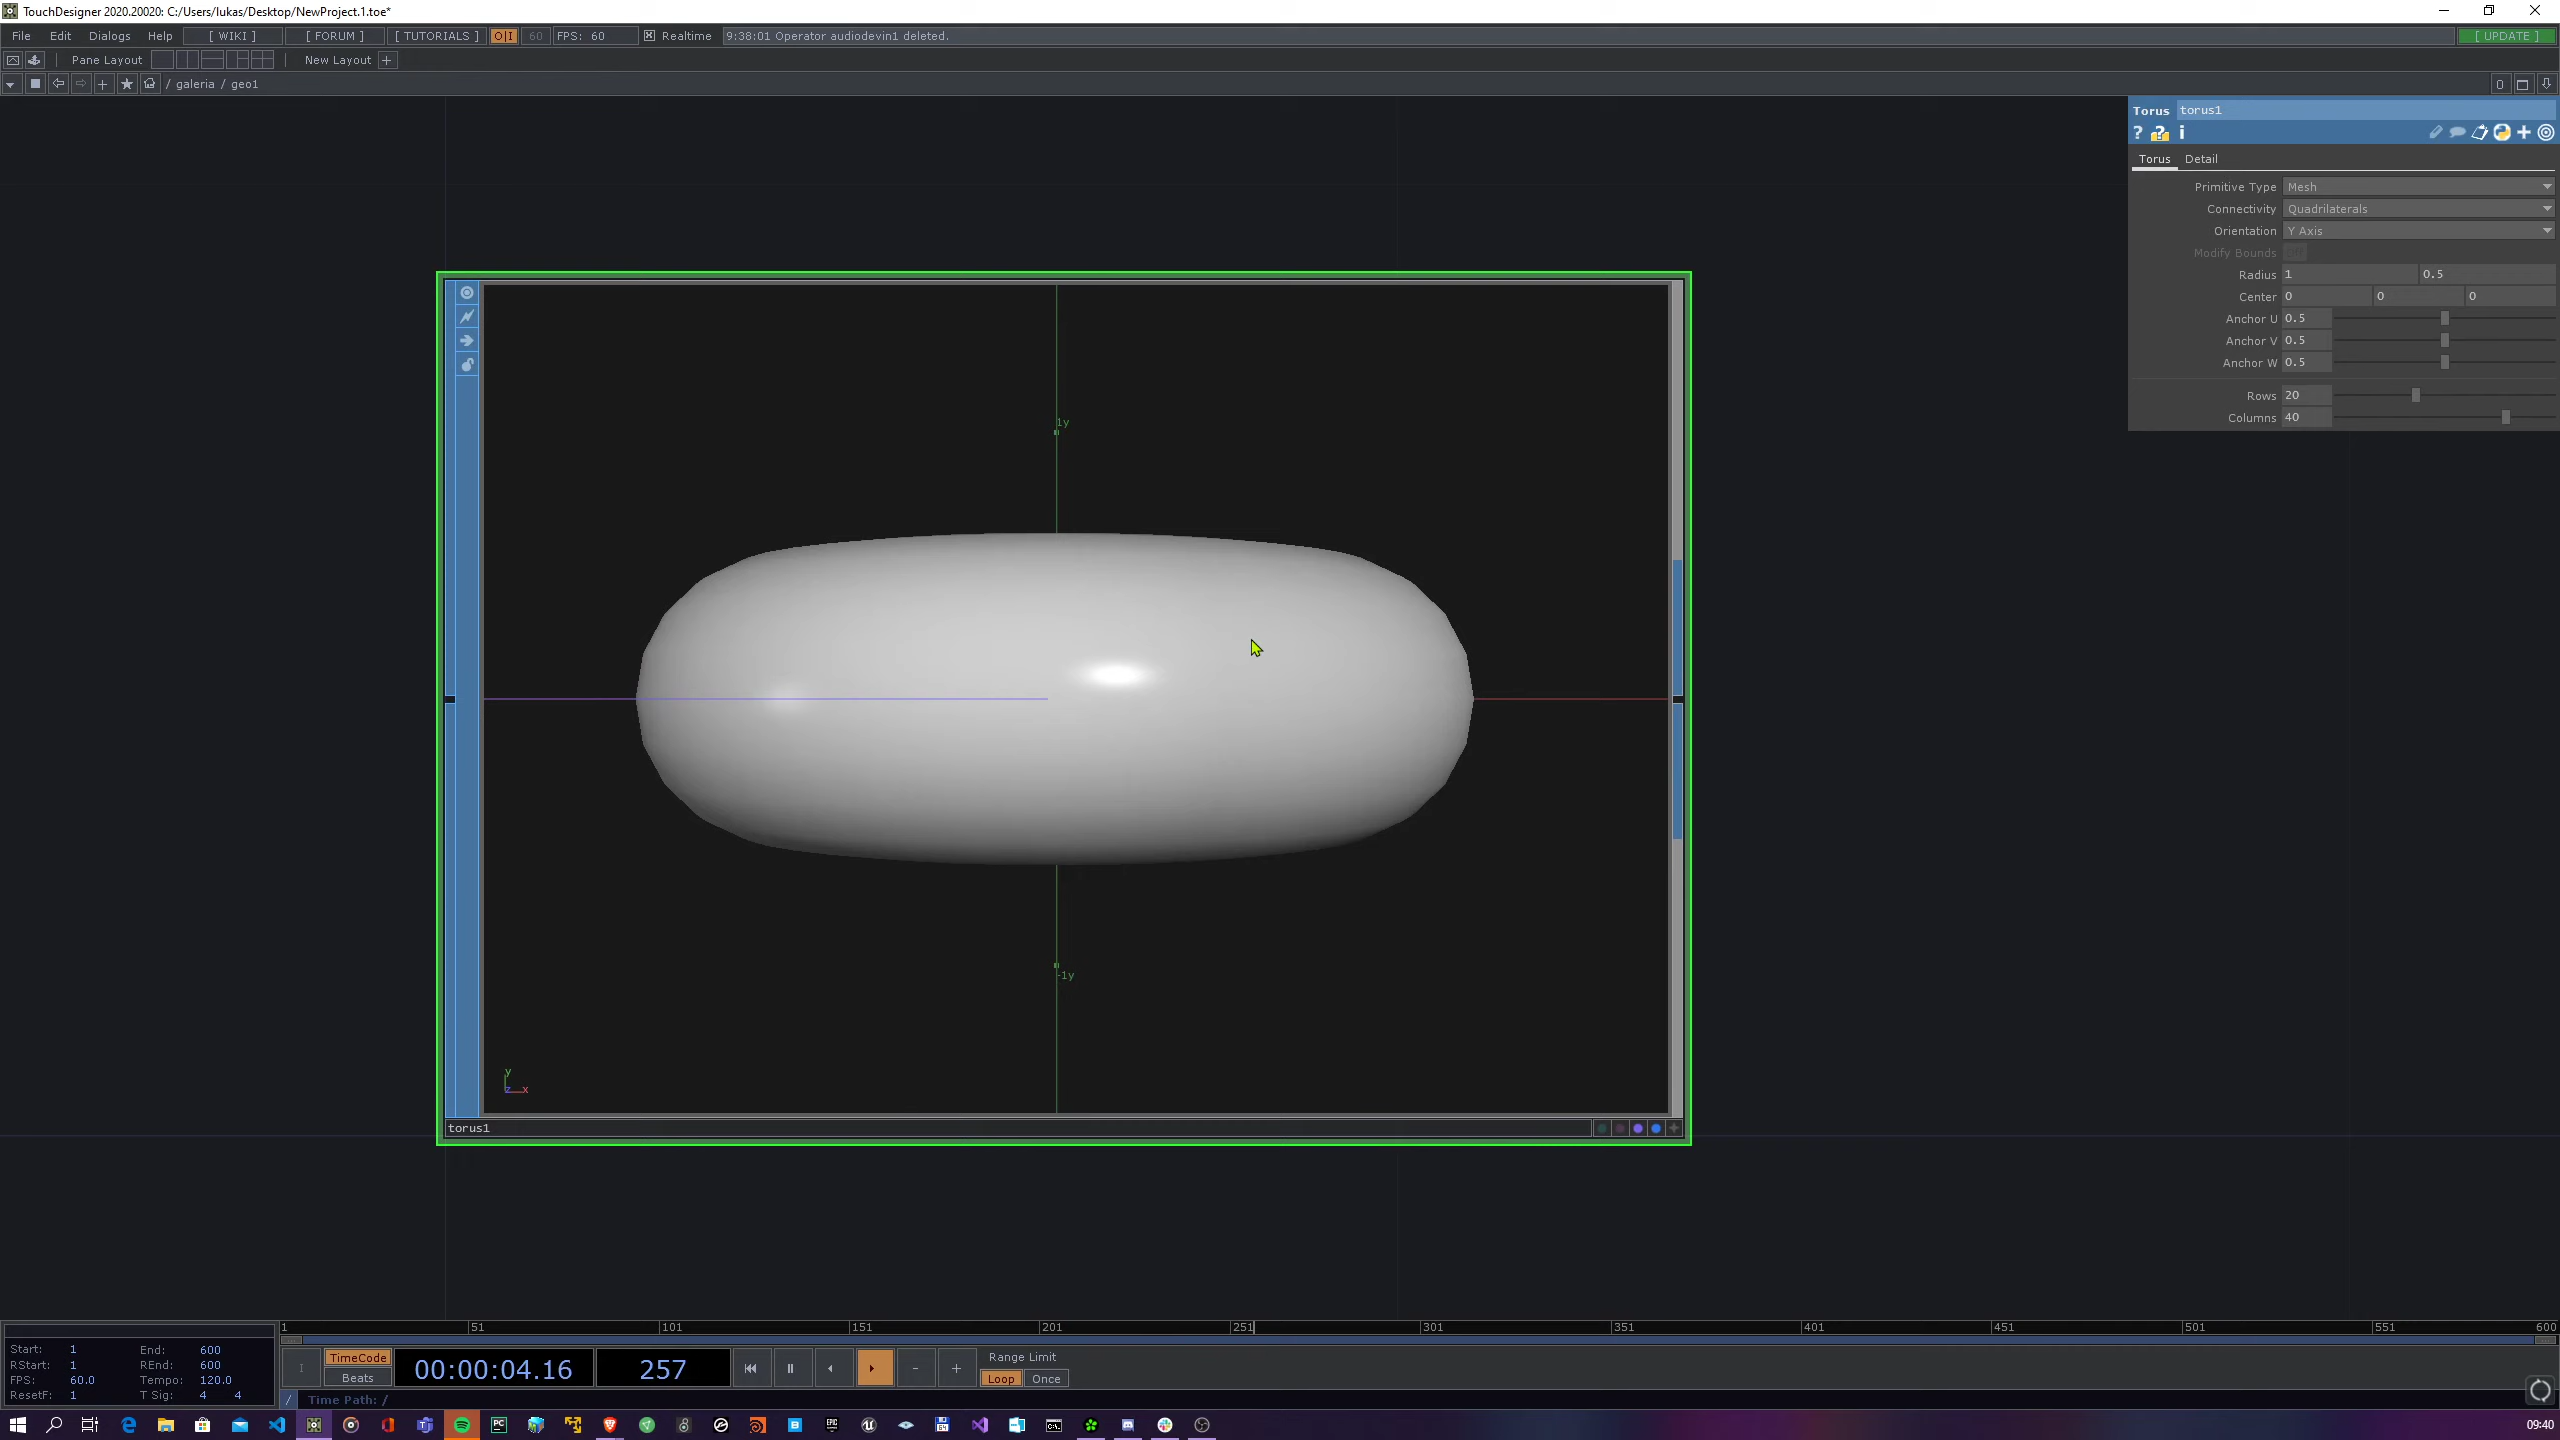 TouchDesigner 2020.20020: C:/Users/lukas/Desktop/NewProject.1.toe*
File Edit Dialogs Help [ WIKI ] [ FORUM ] [ TUTORIALS ] O|I 60 FPS: 60 Realtime 9:38:01 Operator audiodevin1 deleted. [ UPDATE ]
Pane Layout New Layout +
/ galeria / geo1 0
Torus torus1
? ? i
Torus Detail
Primitive Type Mesh
Connectivity Quadrilaterals
Orientation Y Axis
Modify Bounds
Radius 1 0.5
Center 0 0 0
Anchor U 0.5
Anchor V 0.5
Anchor W 0.5
Rows 20
Columns 40
1y
-1y
y
z x
torus1
1 51 101 151 201 251 301 351 401 451 501 551 600
Start: 1 End: 600
RStart: 1 REnd: 600
FPS: 60.0 Tempo: 120.0
ResetF: 1 T Sig: 4 4
I TimeCode Beats 00:00:04.16 257 - + Range Limit
Loop Once
/ Time Path: /
09:40